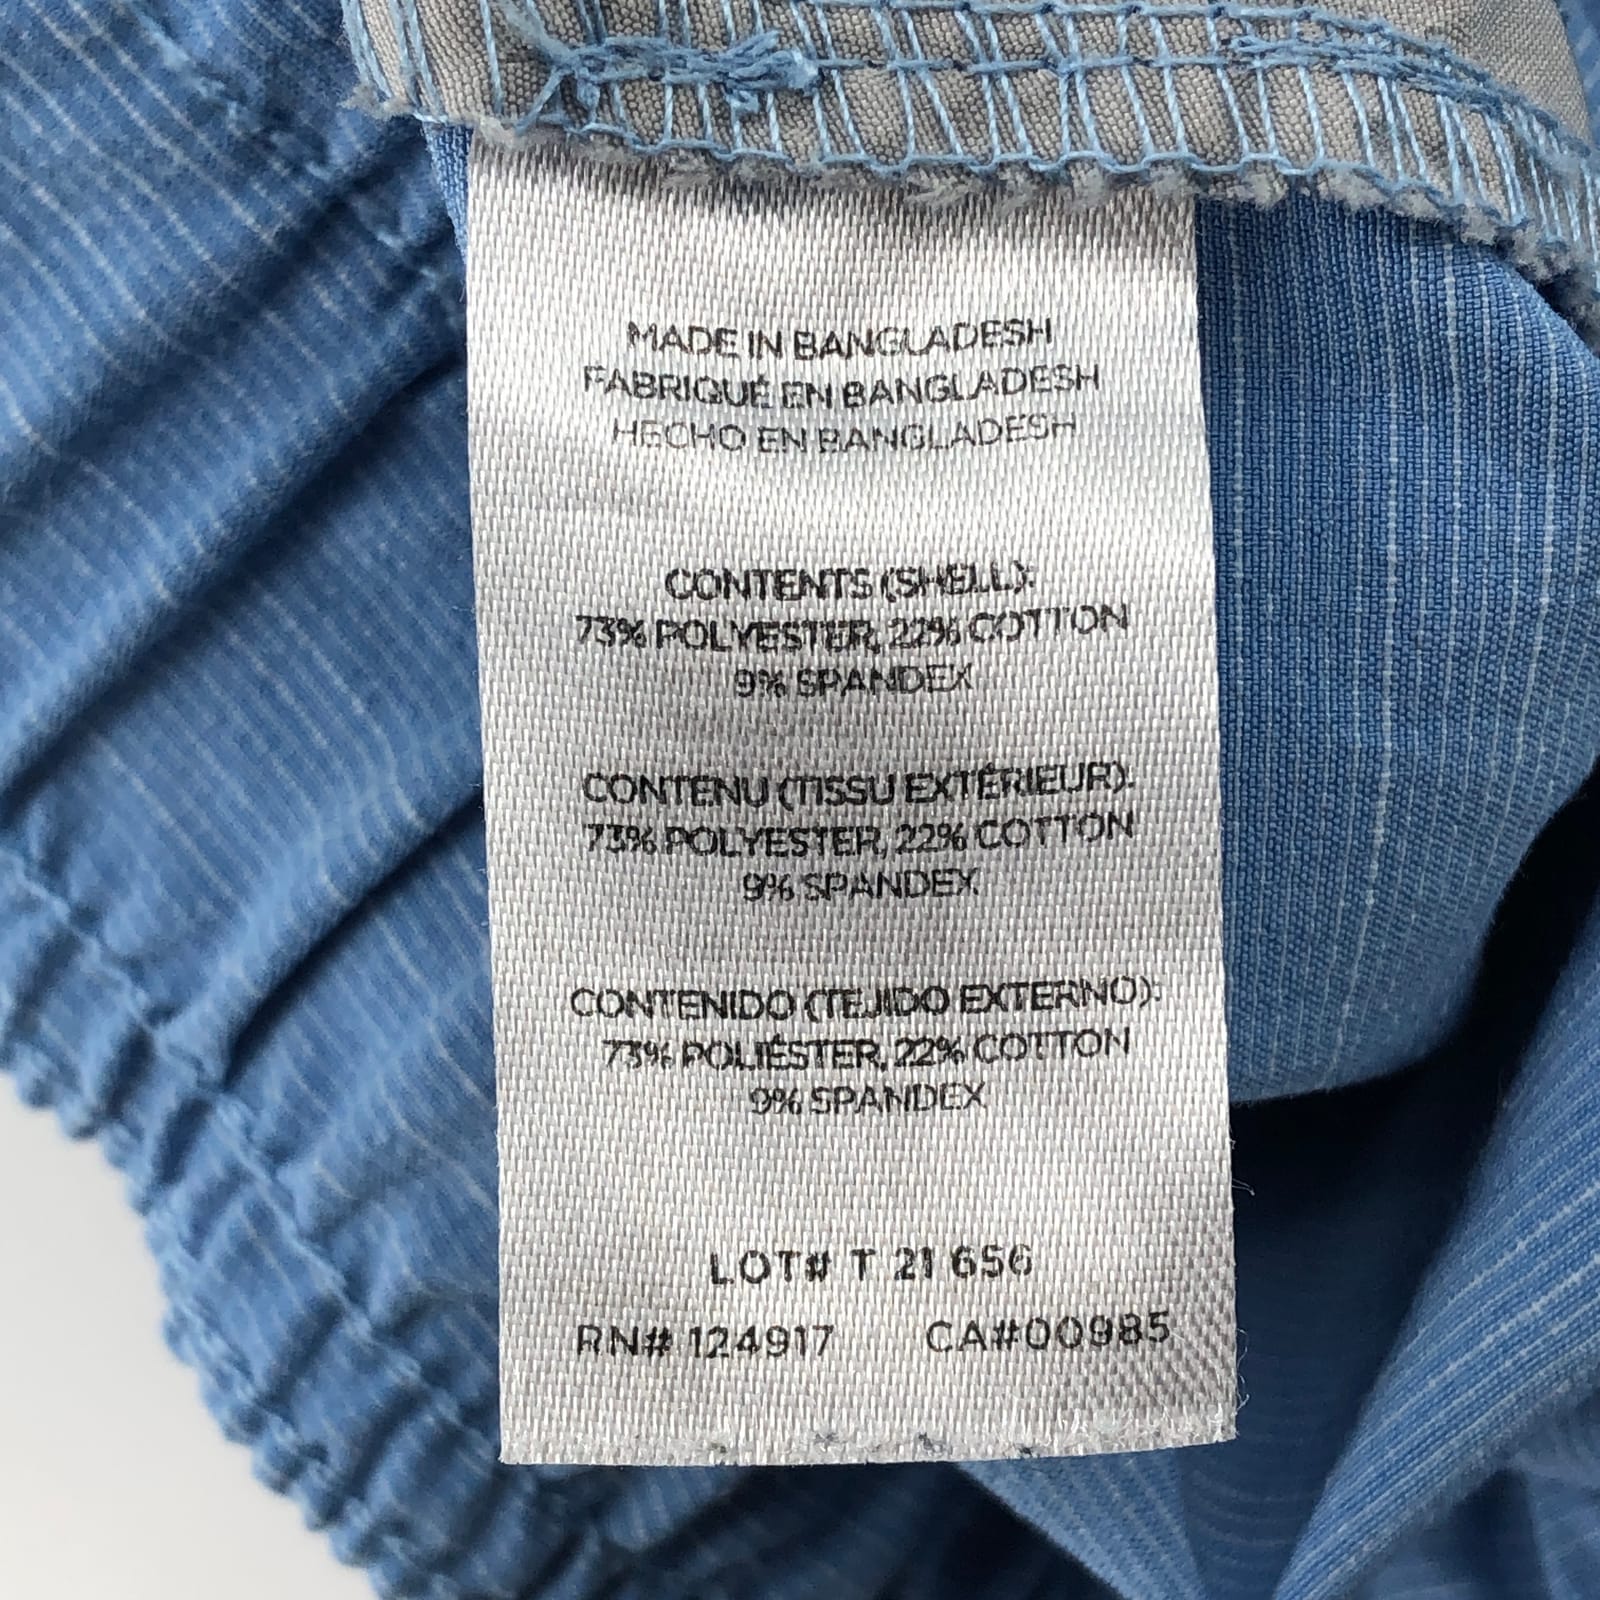 MADE IN BANGLADESH
FABRIQUÉ EN BANGLADESH
HECHO EN BANGLADESH
CONTENTS (SHELL):
73% POLYESTER, 22% COTTON
9% SPANDEX
CONTENU (TISSU EXTÉRIEUR):
73% POLYESTER, 22% COTTON
9% SPANDEX
CONTENIDO (TEJIDO EXTERNO):
73% POLIÉSTER, 22% COTTON
9% SPANDEX
LOT# T 21 656
RN# 124917 CA#00985